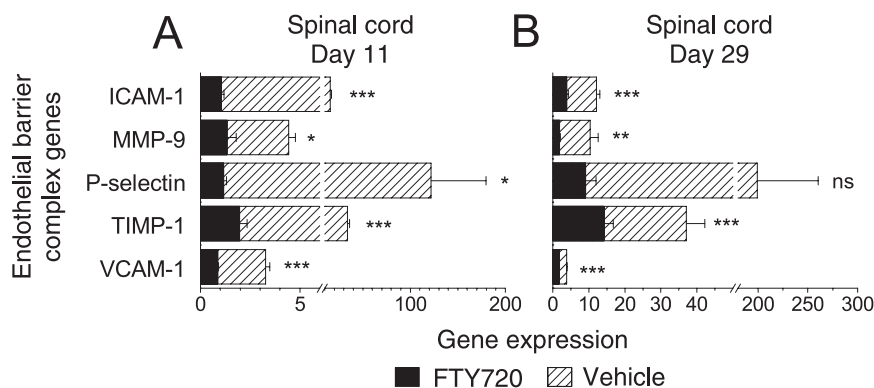 A
Spinal cord
Day 11
B
Spinal cord
Day 29
Endothelial barrier
complex genes
ICAM-1
MMP-9
P-selectin
TIMP-1
VCAM-1
***
*
*
***
***
***
**
ns
***
***
0 5 100 200
0 10 20 30 40 200 250 300
Gene expression
FTY720 Vehicle